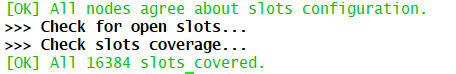 [OK] All nodes agree about slots configuration.
>>> Check for open slots...
>>> Check slots coverage...
[OK] All 16384 slots covered.